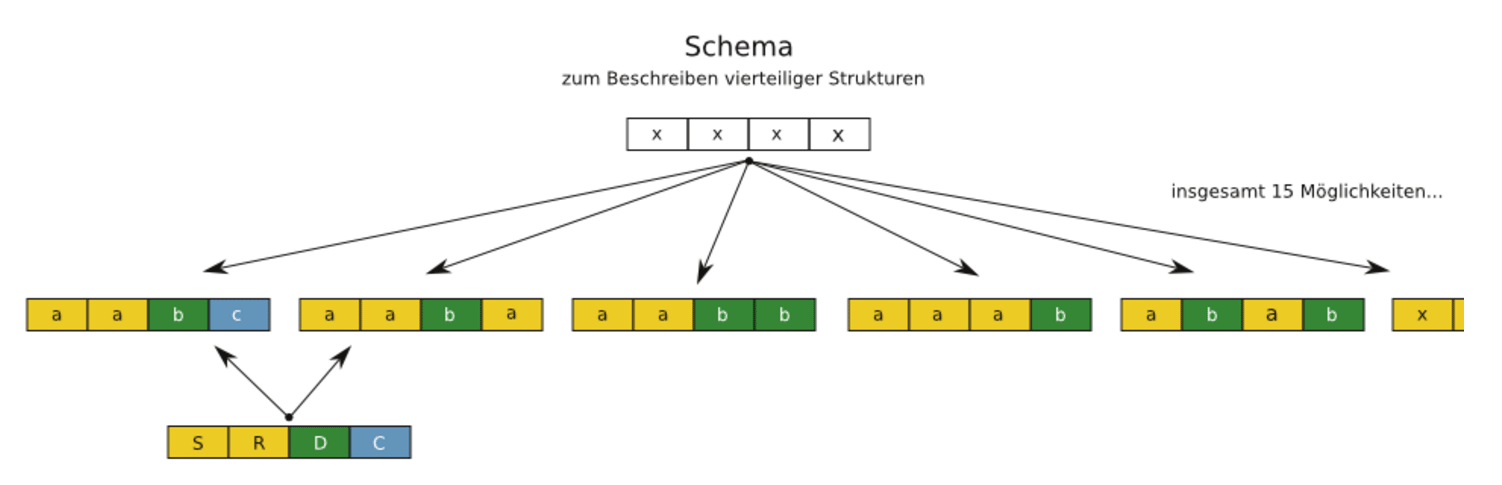 Schema
zum Beschreiben vierteiliger Strukturen
x x x x
insgesamt 15 Möglichkeiten...
a a b c a a b a a a b b a a a b a b a b x
S R D C